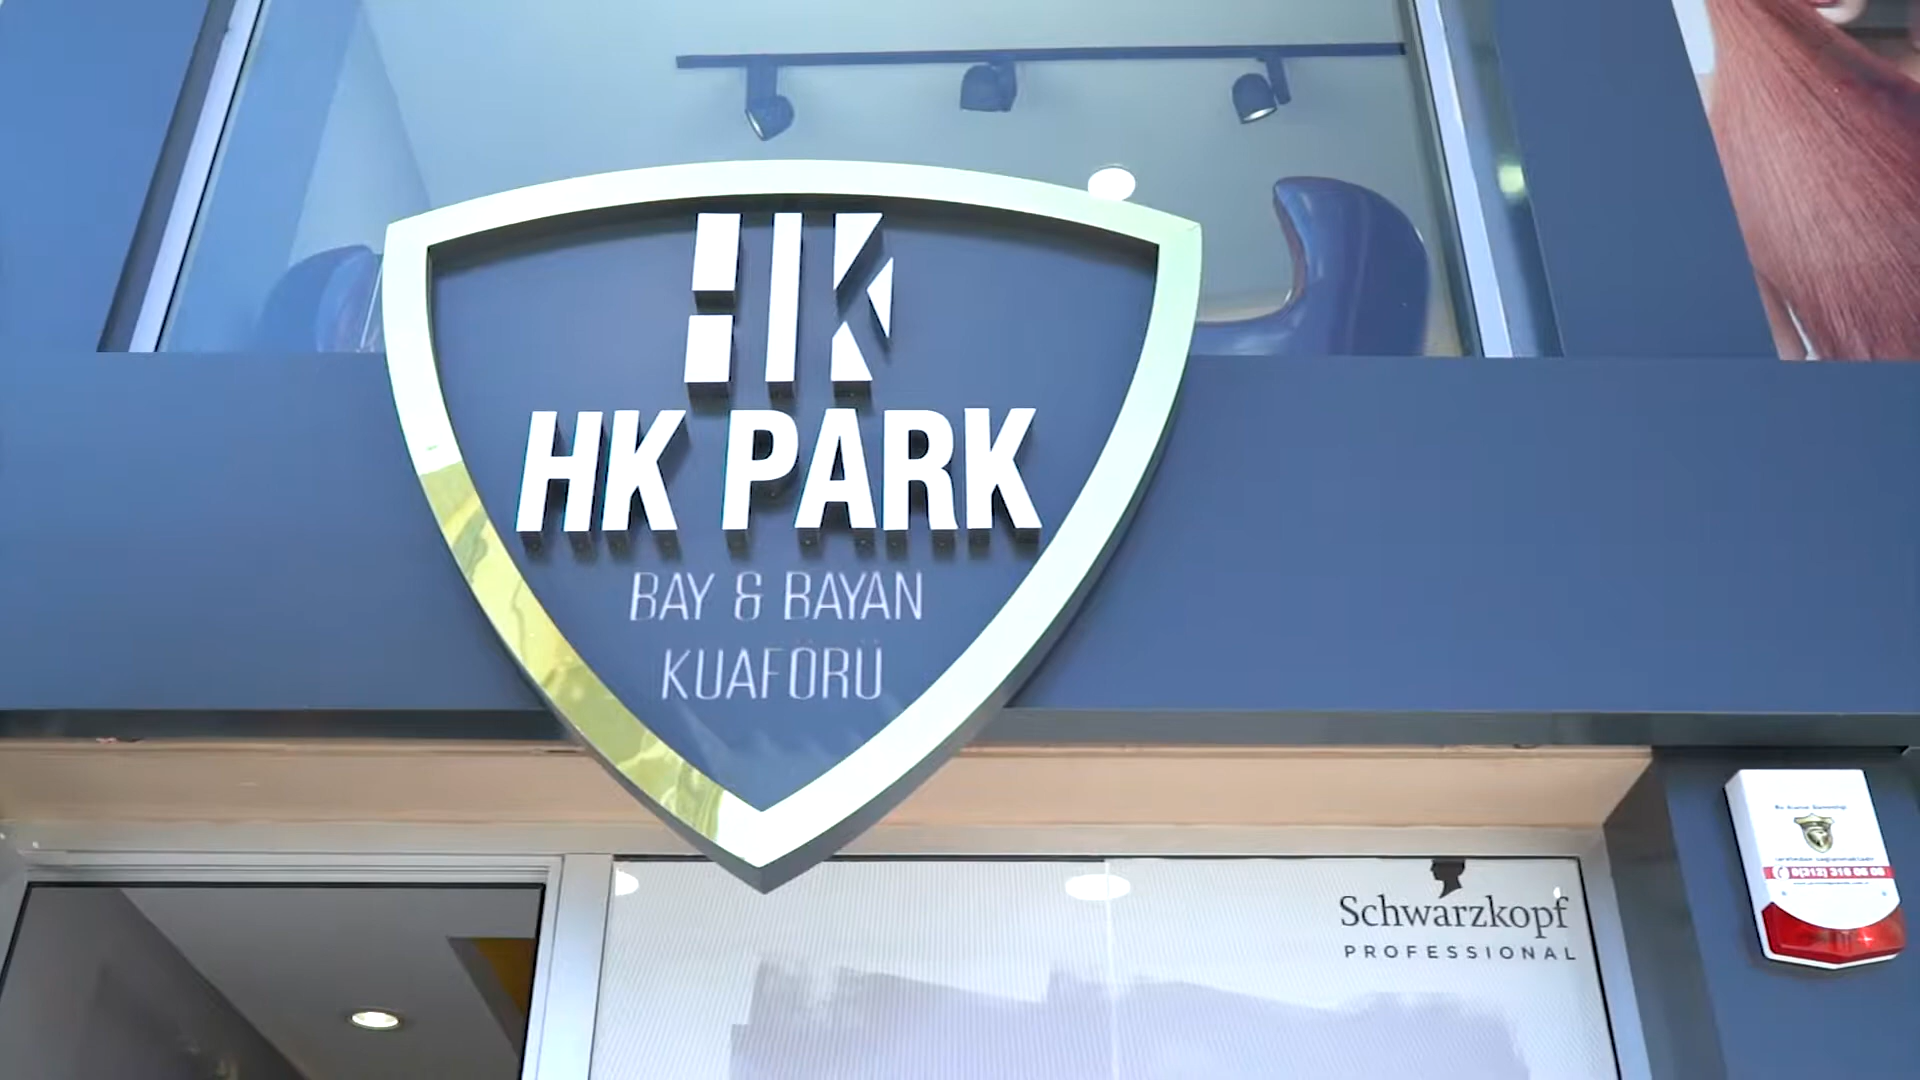 HK
HK PARK
BAY & BAYAN
KUAFÖRÜ
Schwarzkopf
PROFESSIONAL